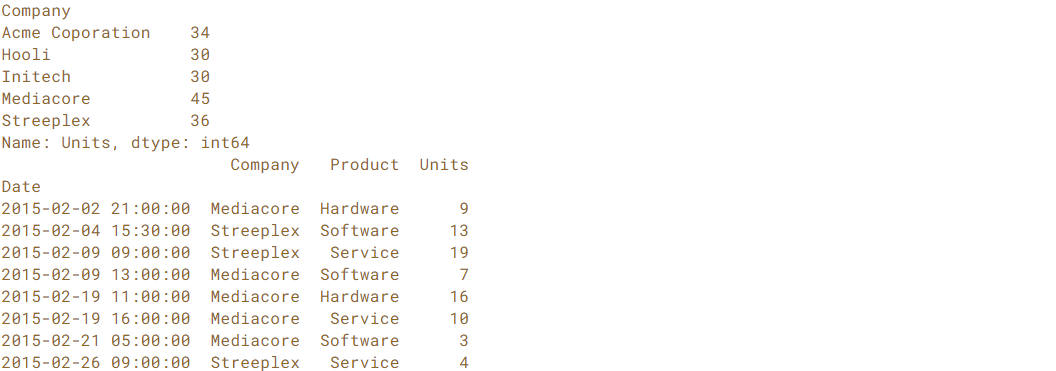 Company
Acme Coporation    34
Hooli              30
Initech            30
Mediacore          45
Streeplex          36
Name: Units, dtype: int64
                       Company   Product  Units
Date
2015-02-02 21:00:00  Mediacore  Hardware      9
2015-02-04 15:30:00  Streeplex  Software     13
2015-02-09 09:00:00  Streeplex   Service     19
2015-02-09 13:00:00  Mediacore  Software      7
2015-02-19 11:00:00  Mediacore  Hardware     16
2015-02-19 16:00:00  Mediacore   Service     10
2015-02-21 05:00:00  Mediacore  Software      3
2015-02-26 09:00:00  Streeplex   Service      4